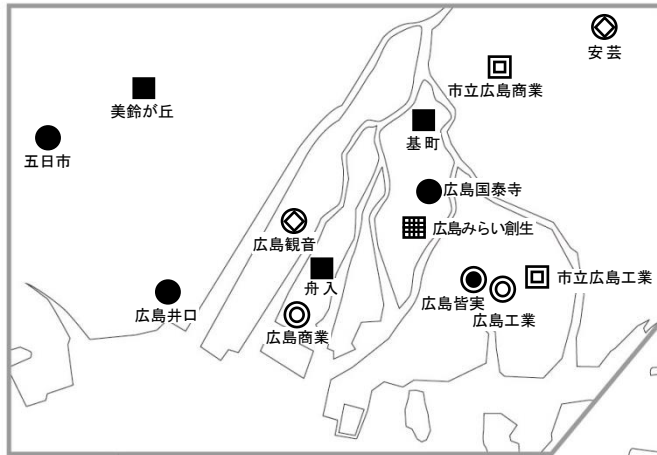 安芸
市立広島商業
美鈴が丘
基町
五日市
広島国泰寺
広島みらい創生
広島観音
舟入
市立広島工業
広島皆実
広島工業
広島井口
広島商業